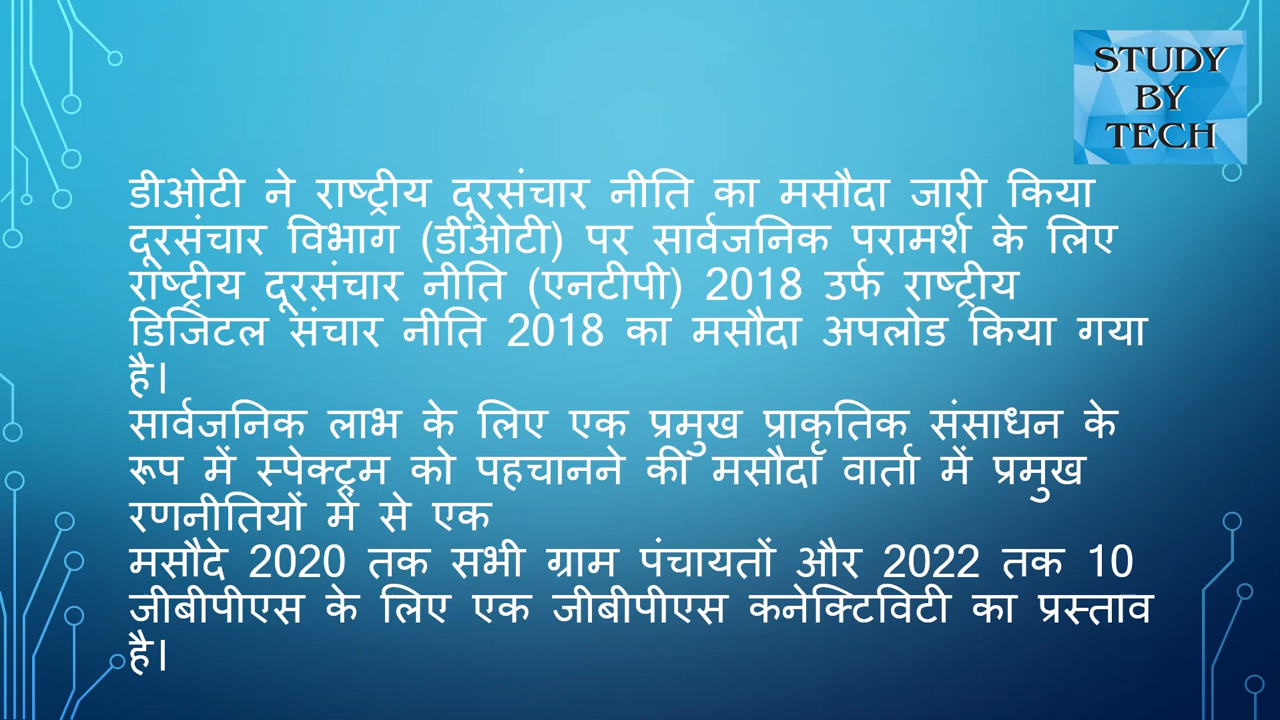 STUDY
BY
TECH
डीओटी ने राष्ट्रीय दूरसंचार नीति का मसौदा जारी किया
दूरसंचार विभाग (डीओटी) पर सार्वजनिक परामर्श के लिए
राष्ट्रीय दूरसंचार नीति (एनटीपी) 2018 उर्फ राष्ट्रीय
डिजिटल संचार नीति 2018 का मसौदा अपलोड किया गया
है।
सार्वजनिक लाभ के लिए एक प्रमुख प्राकृतिक संसाधन के
रूप में स्पेक्ट्रम को पहचानने की मसौदा वार्ता में प्रमुख
रणनीतियों में से एक
मसौदे 2020 तक सभी ग्राम पंचायतों और 2022 तक 10
जीबीपीएस के लिए एक जीबीपीएस कनेक्टिविटी का प्रस्ताव
है।